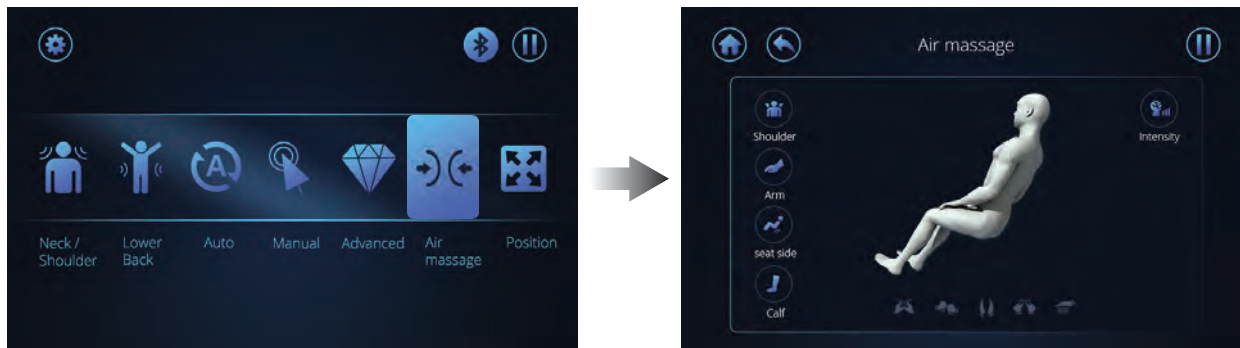 Neck /
Shoulder
Lower
Back
Auto
Manual
Advanced
Air
massage
Position
Air massage
Shoulder
Arm
seat side
Calf
Intensity